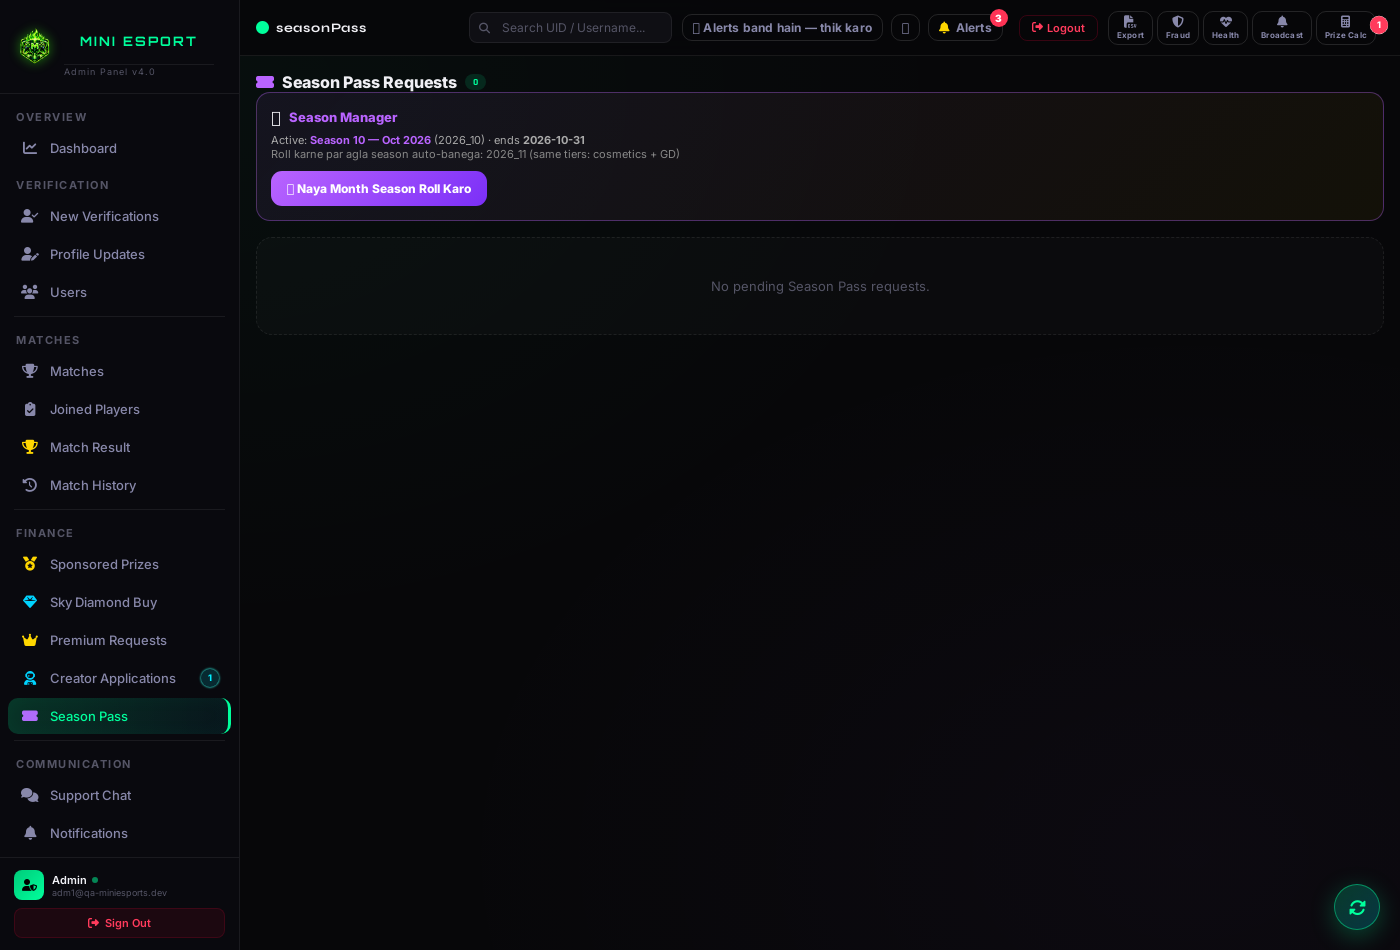 MINI ESPORT
Admin Panel v4.0
OVERVIEW
Dashboard
VERIFICATION
New Verifications
Profile Updates
Users
MATCHES
Matches
Joined Players
Match Result
Match History
FINANCE
Sponsored Prizes
Sky Diamond Buy
Premium Requests
Creator Applications 1
Season Pass
COMMUNICATION
Support Chat
Notifications
Admin
adm1@qa-miniesports.dev
Sign Out
seasonPass
Search UID / Username...
Alerts band hain — thik karo
Alerts 3
Logout
Export
Fraud
Health
Broadcast
Prize Calc 1
Season Pass Requests 0
Season Manager
Active: Season 10 — Oct 2026 (2026_10) · ends 2026-10-31
Roll karne par agla season auto-banega: 2026_11 (same tiers: cosmetics + GD)
Naya Month Season Roll Karo
No pending Season Pass requests.